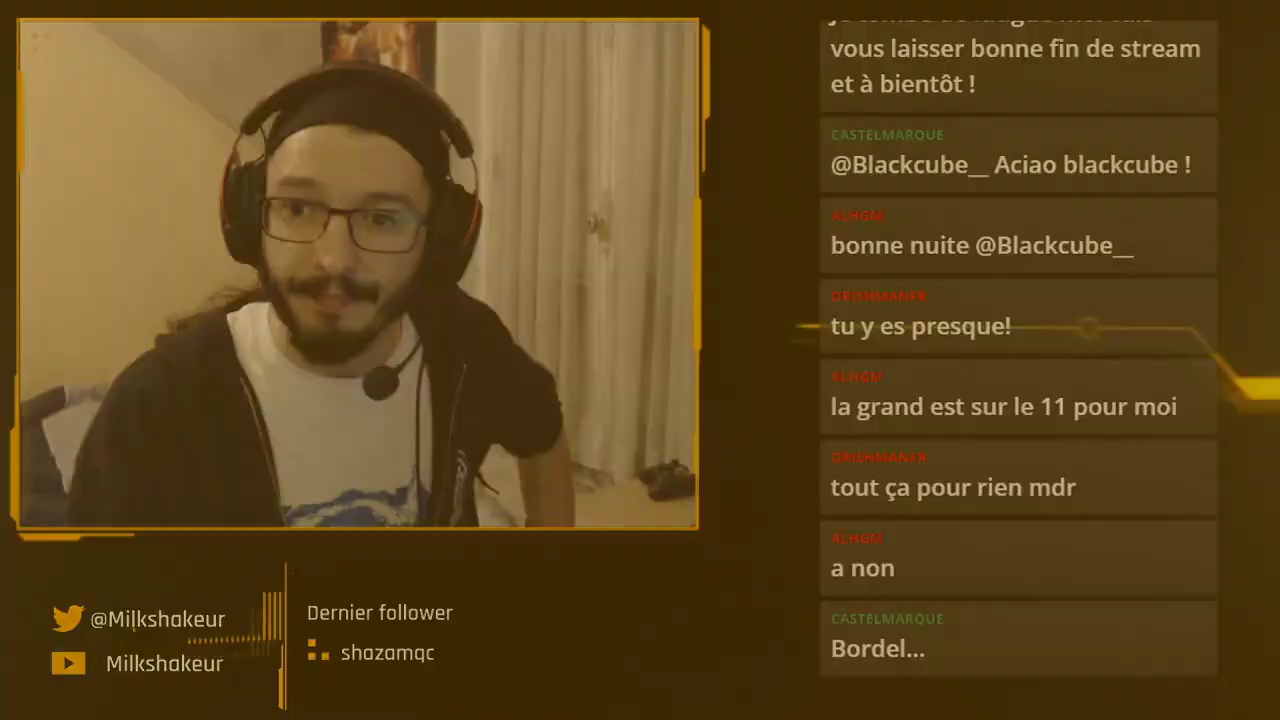 vous laisser bonne fin de stream
et à bientôt !
CASTELMARQUE
@Blackcube__ Aciao blackcube !
ALHGM
bonne nuite @Blackcube__
ORISHMANER
tu y es presque!
ALHGM
la grand est sur le 11 pour moi
ORISHMANER
tout ça pour rien mdr
ALHGM
a non
CASTELMARQUE
Bordel...
@Milkshakeur
Milkshakeur
Dernier follower
shazamqc